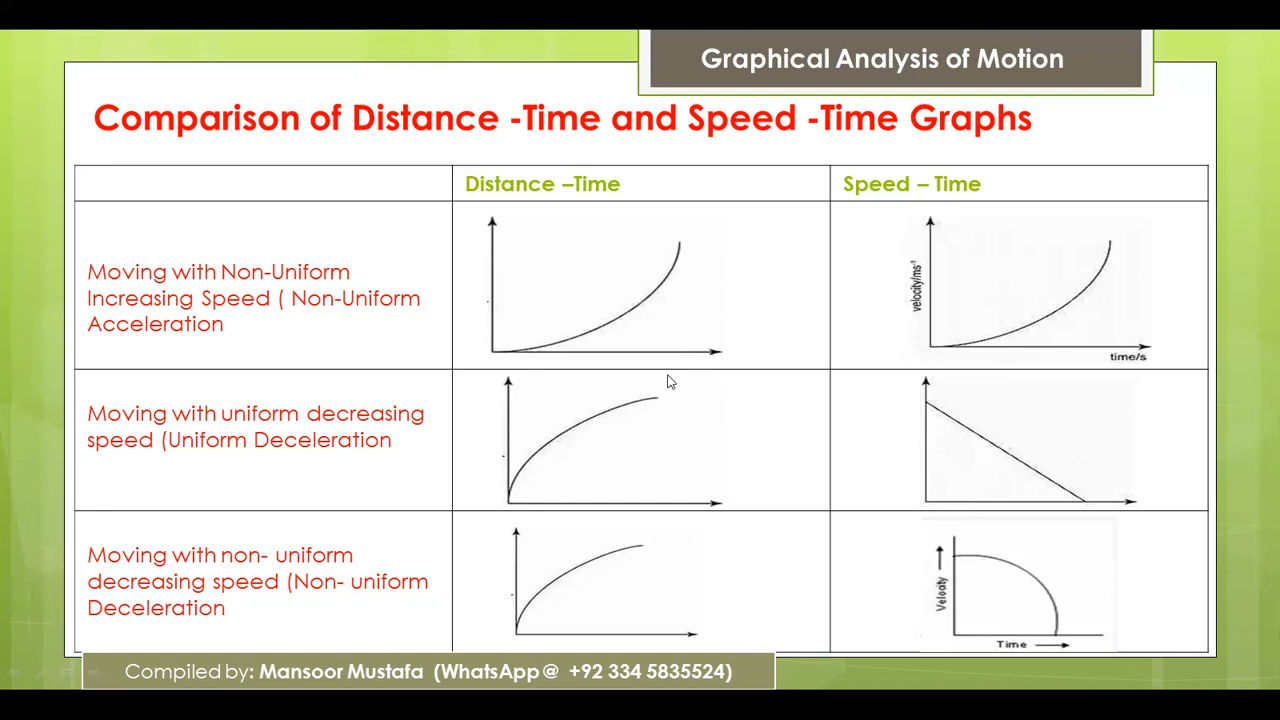 Graphical Analysis of Motion
Comparison of Distance -Time and Speed -Time Graphs
Distance –Time
Speed – Time
Moving with Non-Uniform
Increasing Speed ( Non-Uniform
Acceleration
velocity/ms⁻¹
time/s
Moving with uniform decreasing
speed (Uniform Deceleration
Moving with non- uniform
decreasing speed (Non- uniform
Deceleration
Velocity
Time
Compiled by: Mansoor Mustafa (WhatsApp@ +92 334 5835524)